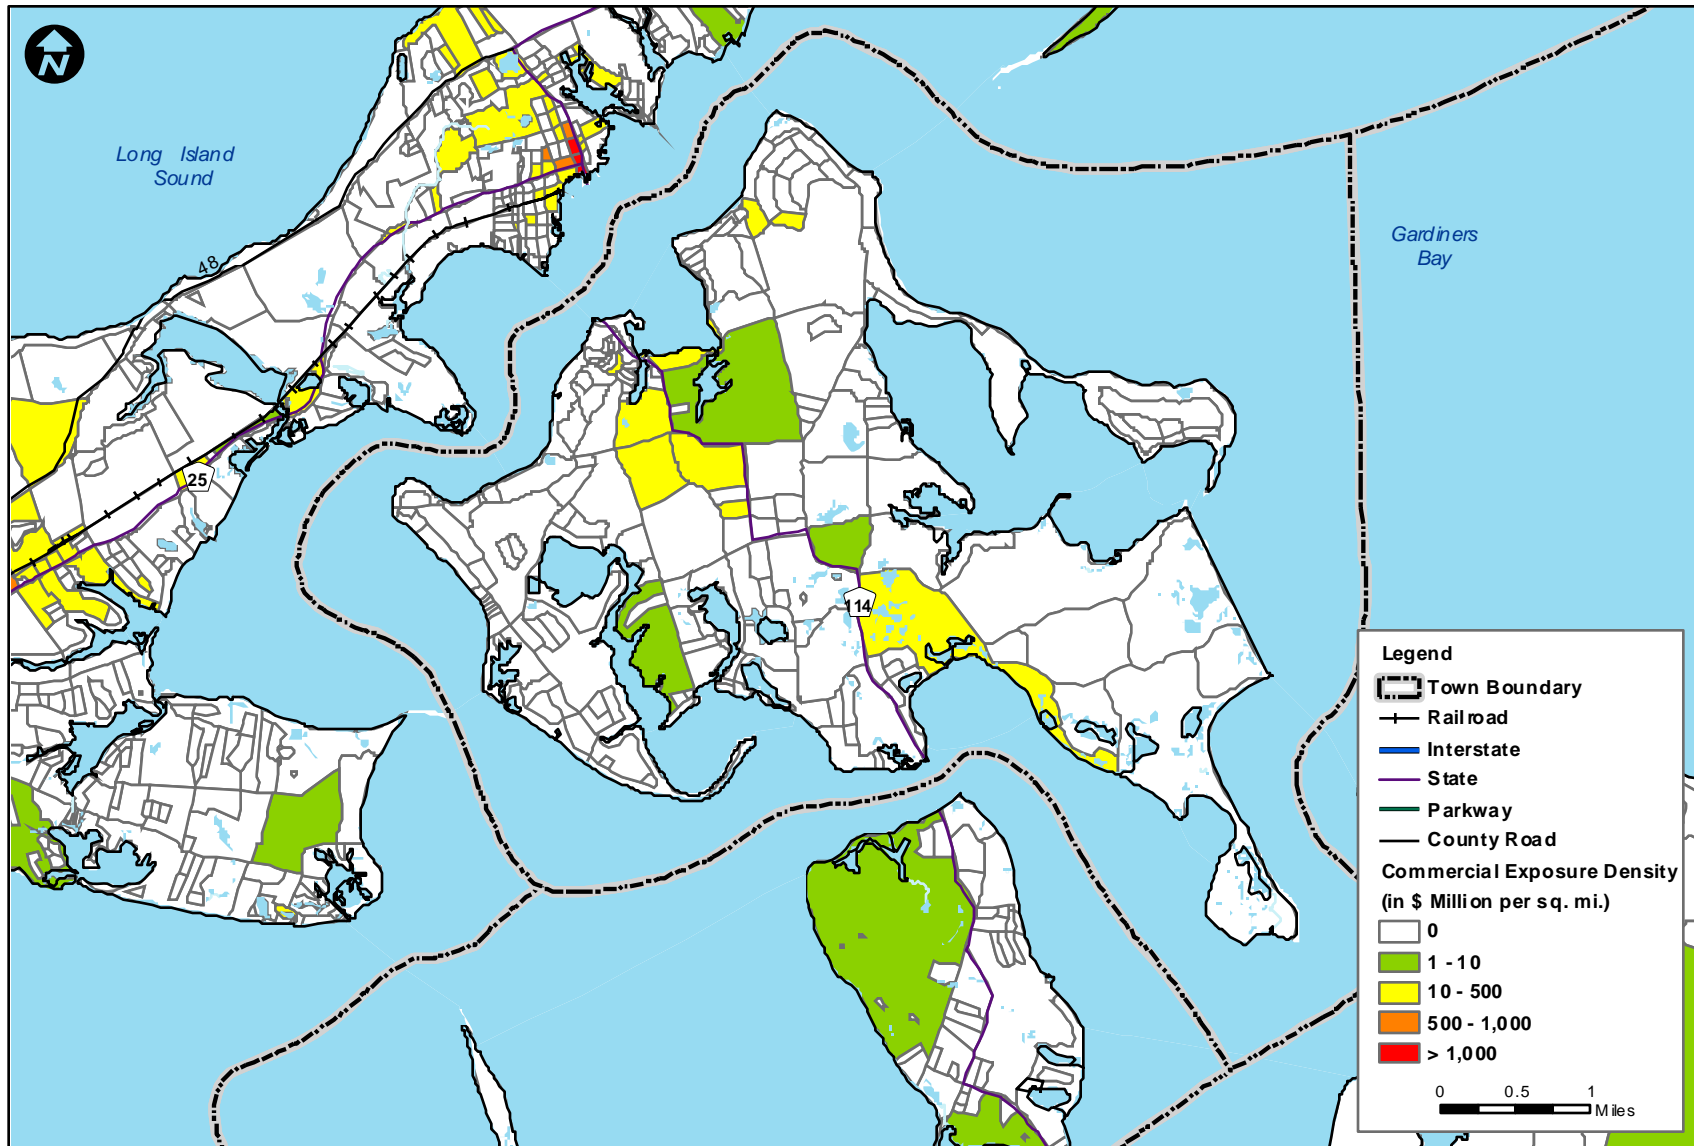 N
Long Island
Sound
Gardiners
Bay
48
25
114
Legend
Town Boundary
Railroad
Interstate
State
Parkway
County Road
Commercial Exposure Density
(in $ Million per sq. mi.)
0
1 - 10
10 - 500
500 - 1,000
> 1,000
0 0.5 1
Miles